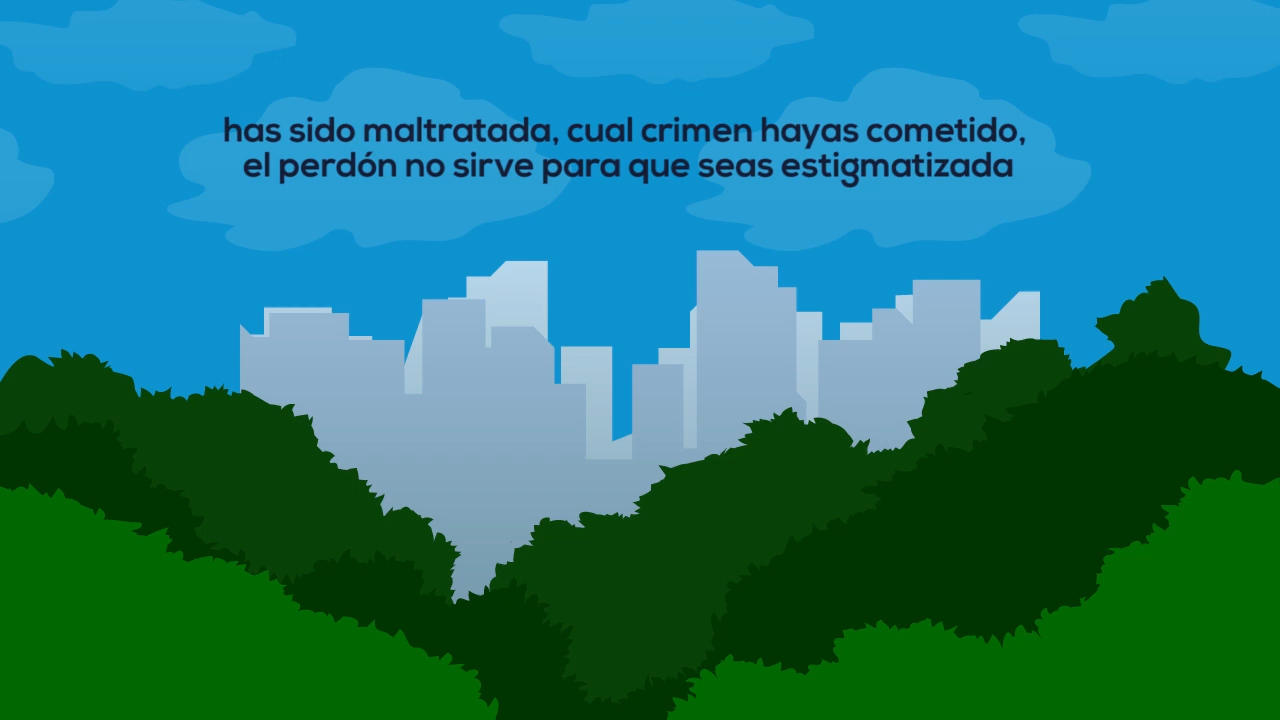 has sido maltratada, cual crimen hayas cometido,
el perdón no sirve para que seas estigmatizada